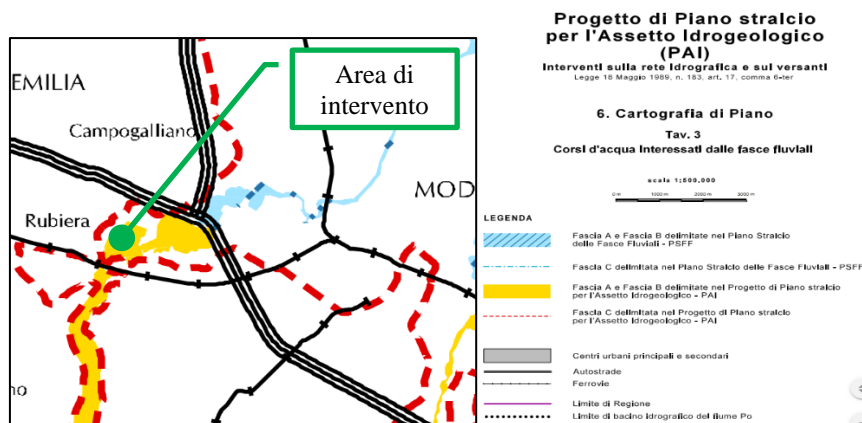 EMILIA
Campogalliano
Rubiera
MOD
no
Area di
intervento
Progetto di Piano stralcio
per l'Assetto Idrogeologico
(PAI)
Interventi sulla rete Idrografica e sui versanti
Legge 18 Maggio 1989, n. 183, art. 17, comma 6-ter
6. Cartografia di Piano
Tav. 3
Corsi d'acqua Interessati dalle fasce fluviali
scala 1:500.000
0 m 1000 m 2000 m 3000 m
LEGENDA
Fascia A e Fascia B delimitate nel Piano Stralcio
delle Fasce Fluviali - PSFF
Fascia C delimitata nel Piano Stralcio delle Fasce Fluviali - PSFF
Fascia A e Fascia B delimitate nel Progetto di Piano stralcio
per l'Assetto Idrogeologico - PAI
Fascia C delimitata nel Progetto di Piano stralcio
per l'Assetto Idrogeologico - PAI
Centri urbani principali e secondari
Autostrade
Ferrovie
Limite di Regione
Limite di bacino idrografico del fiume Po